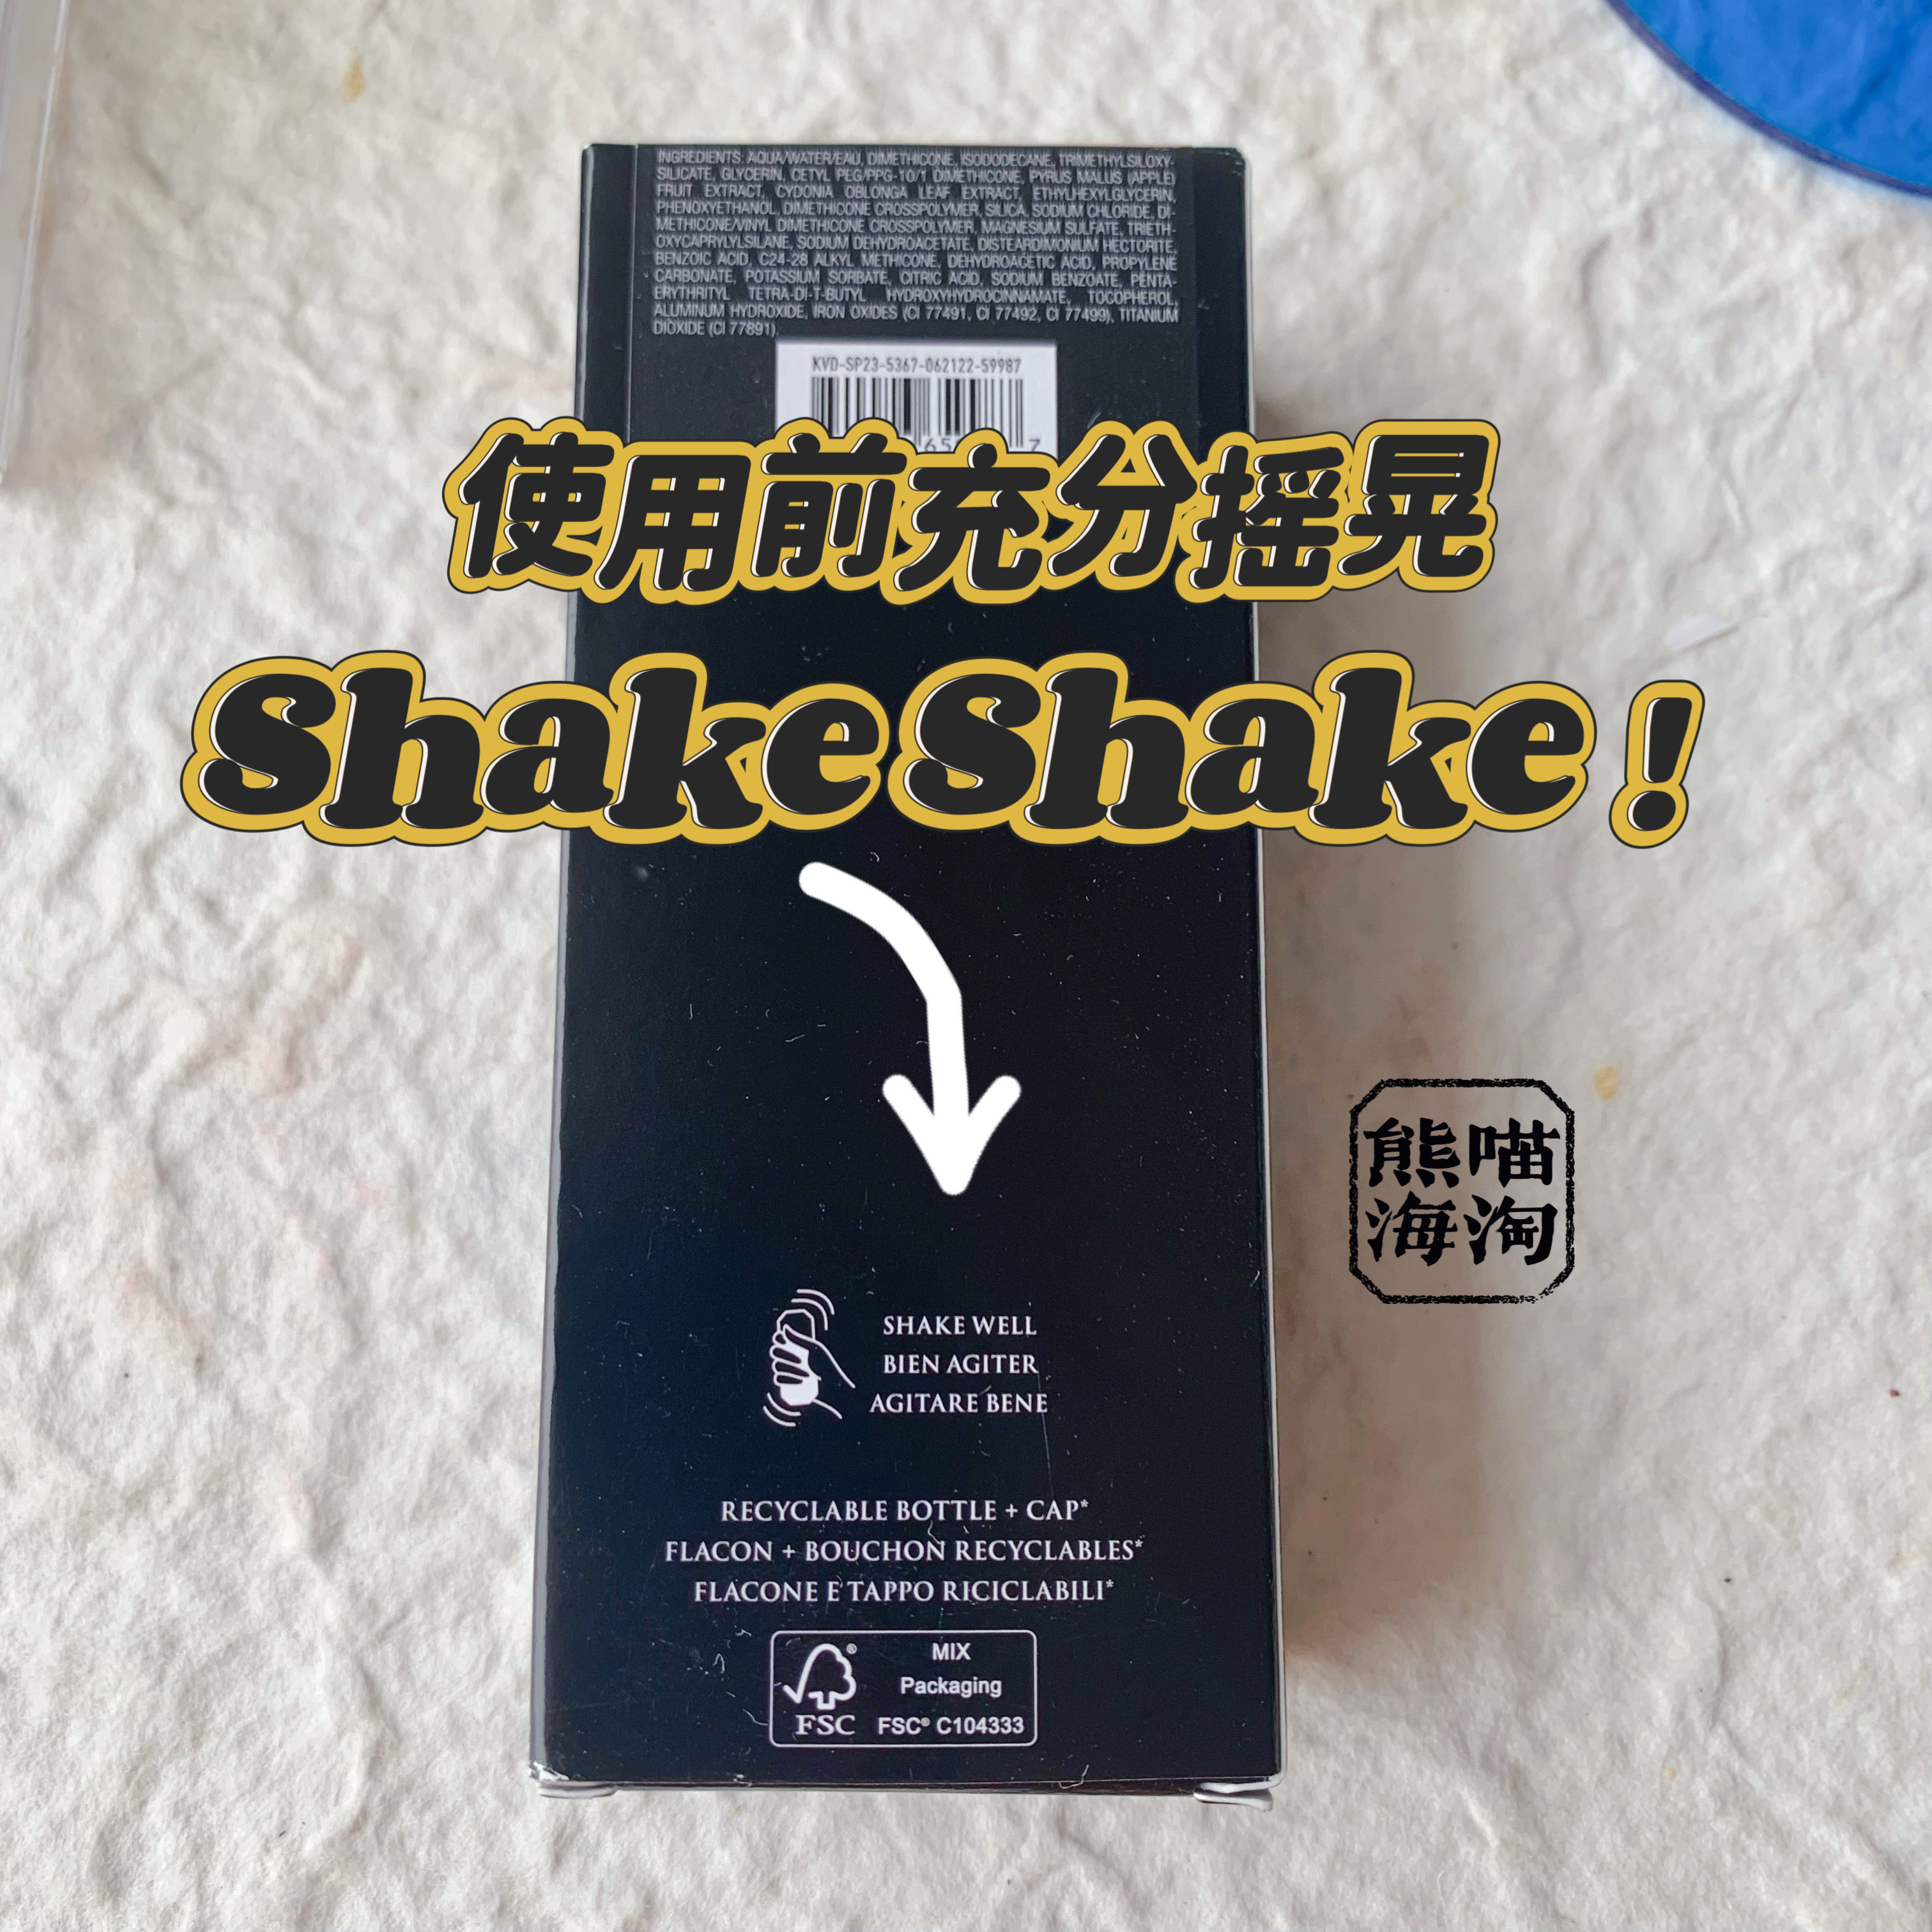 INGREDIENTS: AQUA/WATER/EAU, DIMETHICONE, ISODODECANE, TRIMETHYLSILOXY-
SILICATE, GLYCERIN, CETYL PEG/PPG-10/1 DIMETHICONE, PYRUS MALUS (APPLE)
FRUIT EXTRACT, CYDONIA OBLONGA LEAF EXTRACT, ETHYLHEXYLGLYCERIN,
PHENOXYETHANOL, DIMETHICONE CROSSPOLYMER, SILICA, SODIUM CHLORIDE, DI-
METHICONE/VINYL DIMETHICONE CROSSPOLYMER, MAGNESIUM SULFATE, TRIETH-
OXYCAPRYLYLSILANE, SODIUM DEHYDROACETATE, DISTEARDIMONIUM HECTORITE,
BENZOIC ACID, C24-28 ALKYL METHICONE, DEHYDROACETIC ACID, PROPYLENE
CARBONATE, POTASSIUM SORBATE, CITRIC ACID, SODIUM BENZOATE, PENTA-
ERYTHRITYL TETRA-DI-T-BUTYL HYDROXYHYDROCINNAMATE, TOCOPHEROL,
ALUMINUM HYDROXIDE, IRON OXIDES (CI 77491, CI 77492, CI 77499), TITANIUM
DIOXIDE (CI 77891)
KVD-SP23-5367-062122-59987
使用前充分摇晃
Shake Shake！
熊喵
海淘
SHAKE WELL
BIEN AGITER
AGITARE BENE
RECYCLABLE BOTTLE + CAP*
FLACON + BOUCHON RECYCLABLES*
FLACONE E TAPPO RICICLABILI*
MIX
Packaging
FSC® FSC® C104333